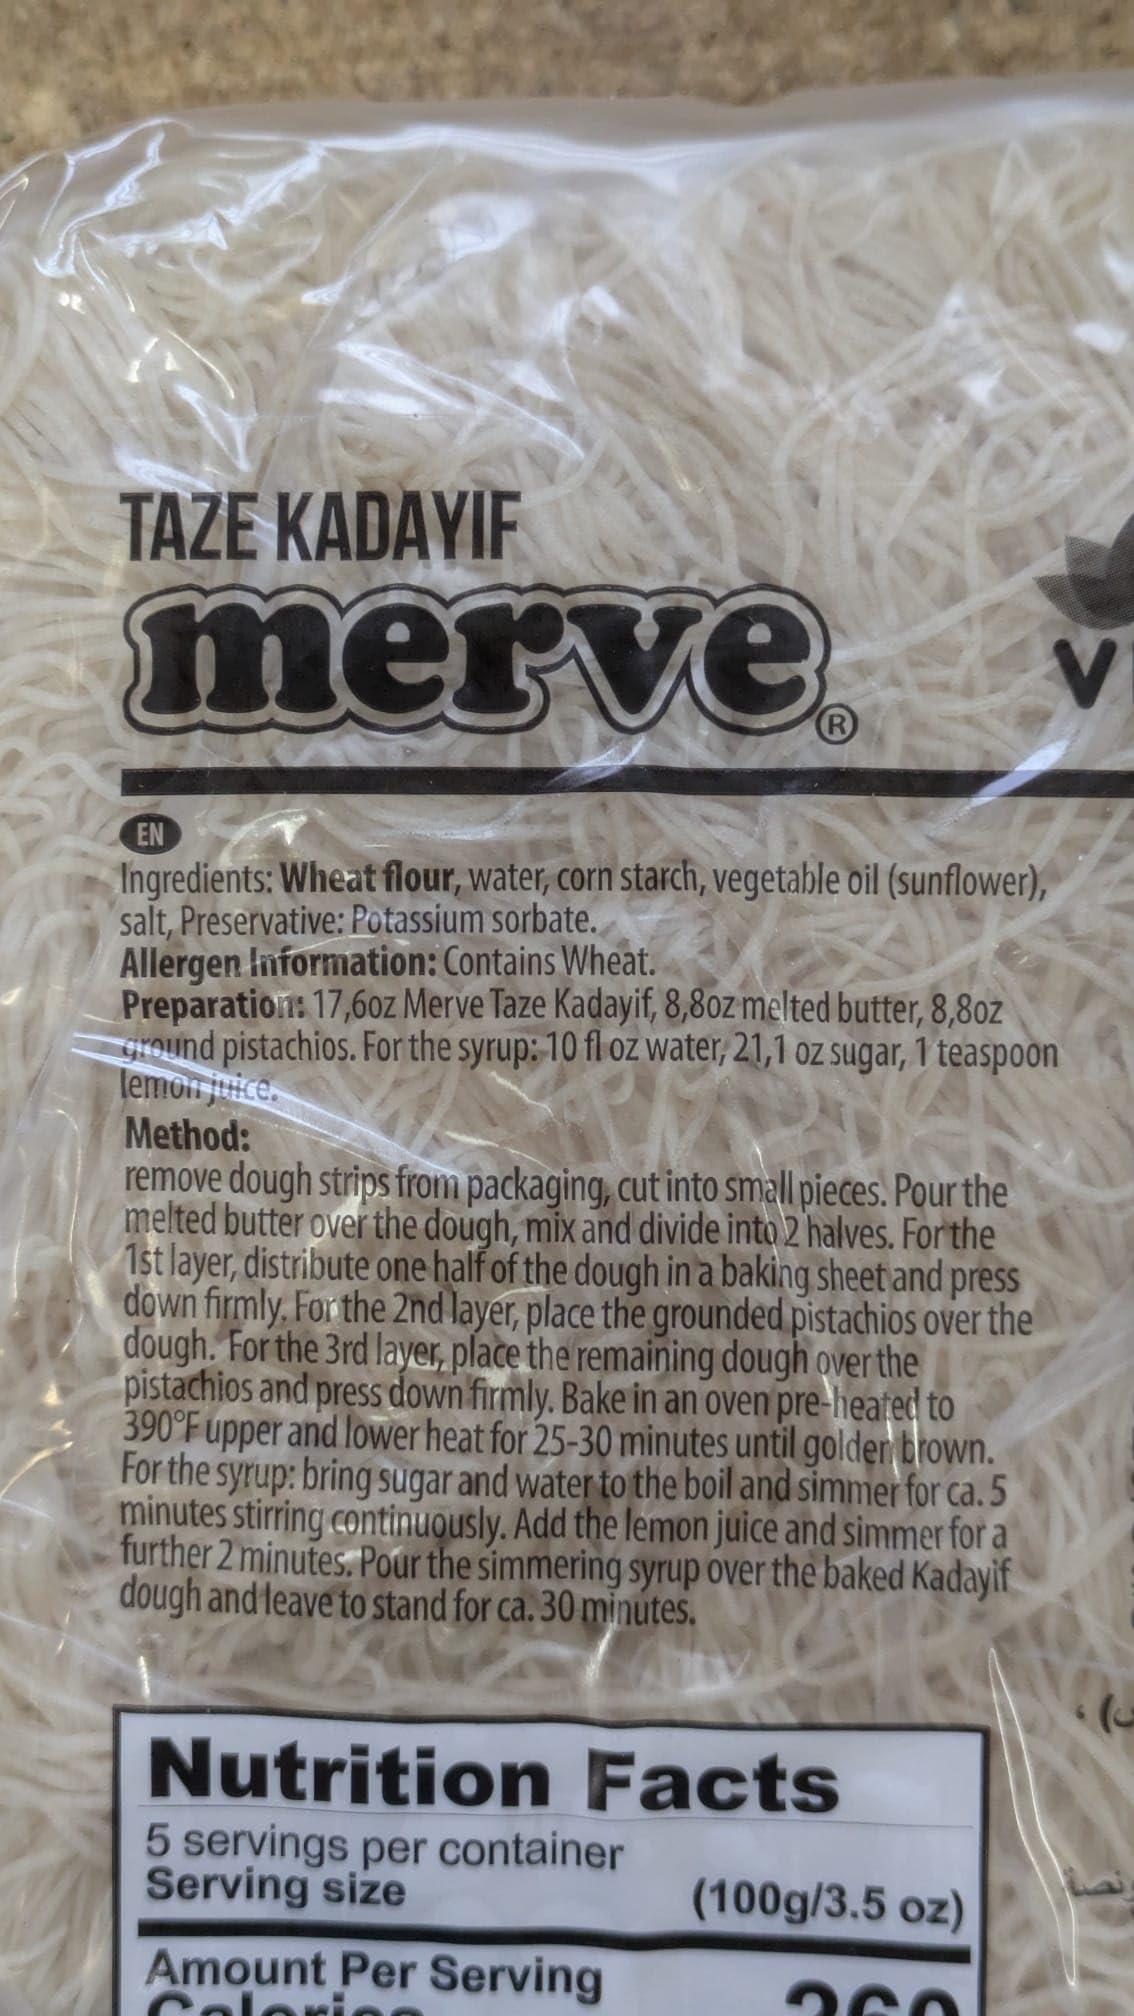 TAZE KADAYIF
merve®
V
EN
Ingredients: Wheat flour, water, corn starch, vegetable oil (sunflower),
salt, Preservative: Potassium sorbate.
Allergen Information: Contains Wheat.
Preparation: 17,6oz Merve Taze Kadayif, 8,8oz melted butter, 8,8oz
ground pistachios. For the syrup: 10 fl oz water, 21,1 oz sugar, 1 teaspoon
lemon juice.
Method:
remove dough strips from packaging, cut into small pieces. Pour the
melted butter over the dough, mix and divide into 2 halves. For the
1st layer, distribute one half of the dough in a baking sheet and press
down firmly. For the 2nd layer, place the grounded pistachios over the
dough. For the 3rd layer, place the remaining dough over the
pistachios and press down firmly. Bake in an oven pre-heated to
390°F upper and lower heat for 25-30 minutes until golden brown.
For the syrup: bring sugar and water to the boil and simmer for ca. 5
minutes stirring continuously. Add the lemon juice and simmer for a
further 2 minutes. Pour the simmering syrup over the baked Kadayif
dough and leave to stand for ca. 30 minutes.
Nutrition Facts
5 servings per container
Serving size (100g/3.5 oz)
Amount Per Serving
Calories 260